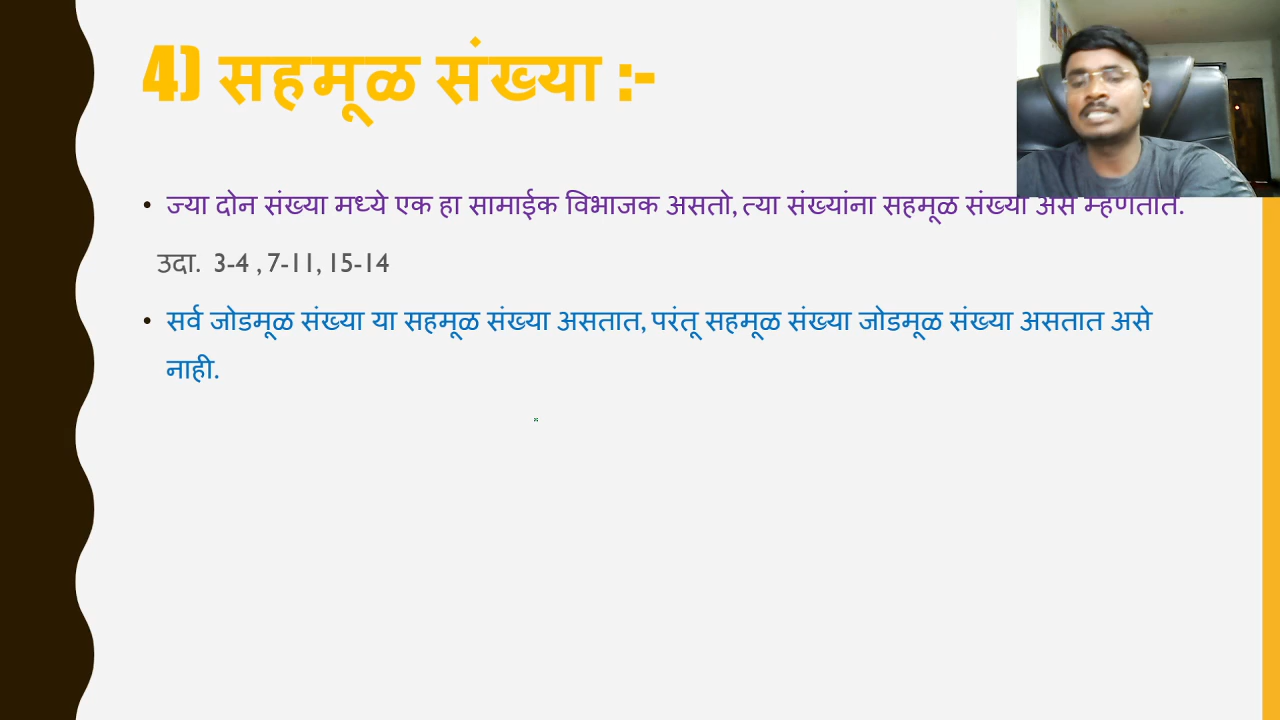 4) सहमूळ संख्या :-
• ज्या दोन संख्या मध्ये एक हा सामाईक विभाजक असतो, त्या संख्यांना सहमूळ संख्या असे म्हणतात.
उदा. 3-4 , 7-11, 15-14
• सर्व जोडमूळ संख्या या सहमूळ संख्या असतात, परंतू सहमूळ संख्या जोडमूळ संख्या असतात असे
नाही.